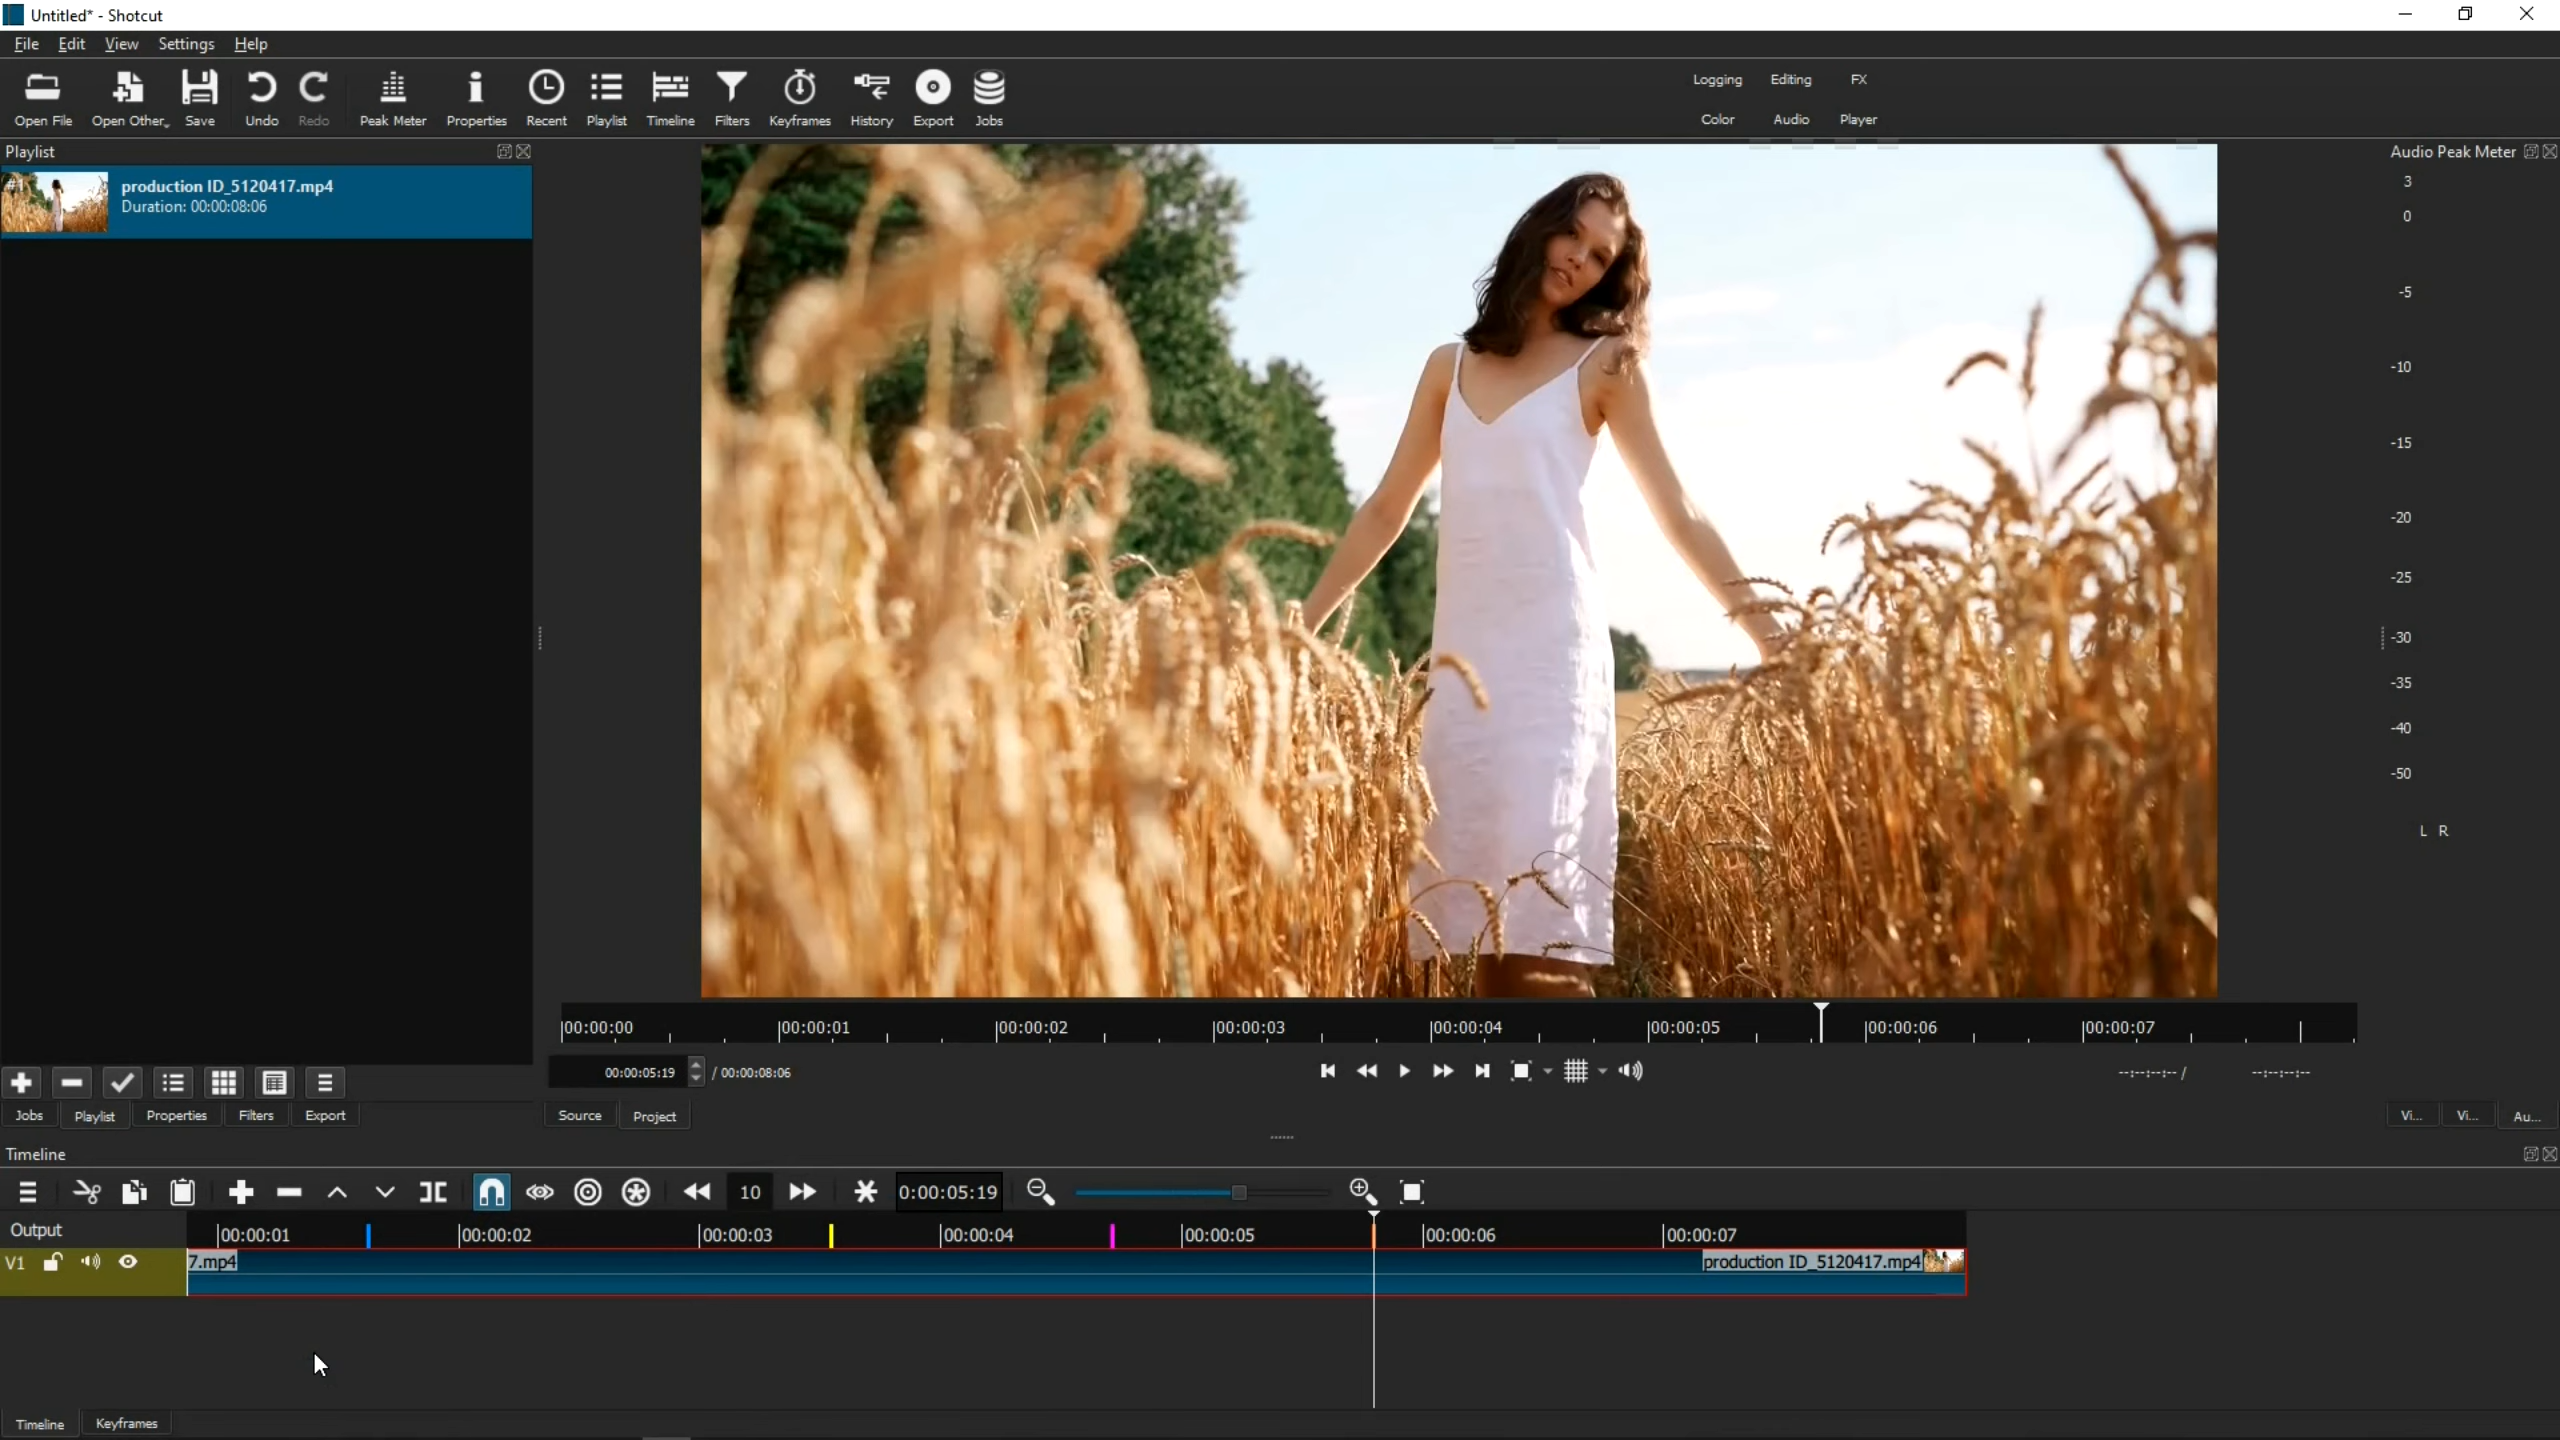 Untitled* - Shotcut
File Edit View Settings Help
Open File Open Other Save Undo Redo Peak Meter Properties Recent Playlist Timeline Filters Keyframes History Export Jobs
Logging Editing FX
Color Audio Player
Playlist
#1
production ID_5120417.mp4
Duration: 00:00:08:06
Audio Peak Meter
3
0
-5
-10
-15
-20
-25
-30
-35
-40
-50
L R
00:00:00 00:00:01 00:00:02 00:00:03 00:00:04 00:00:05 00:00:06 00:00:07
00:00:05:19 / 00:00:08:06
--:--:--:-- / --:--:--:--
Jobs Playlist Properties Filters Export
Source Project
Vi... Vi... Au...
Timeline
10 0:00:05:19
Output 00:00:01 00:00:02 00:00:03 00:00:04 00:00:05 00:00:06 00:00:07
V1 7.mp4 production ID_5120417.mp4
Timeline Keyframes